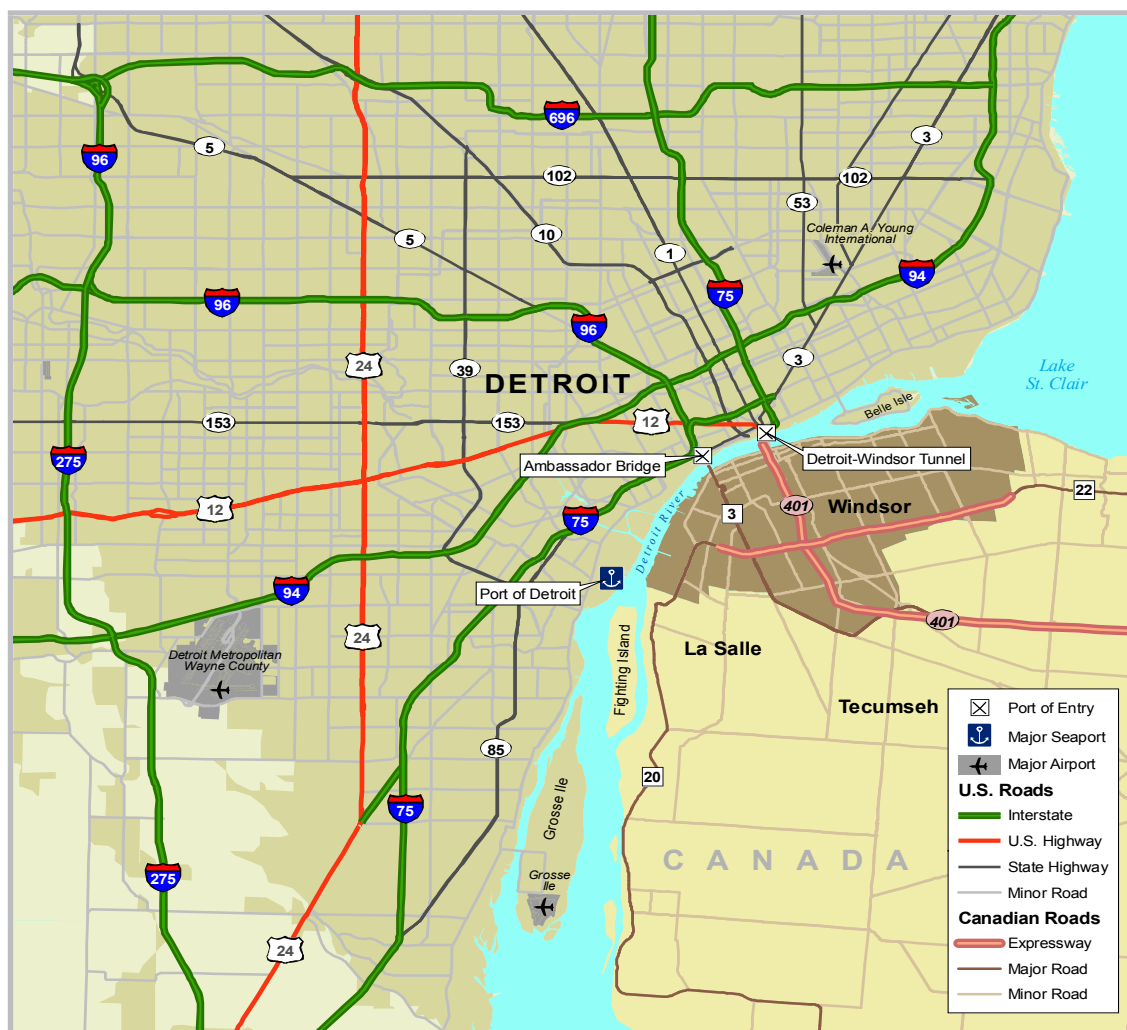 696
3
96
5
102
102
53
10
5
Coleman A. Young
International
1
94
75
96
96
Lake
St. Clair
24
3
39
DETROIT
Belle Isle
153
153
12
Ambassador Bridge
Detroit-Windsor Tunnel
275
22
12
401
Windsor
3
75
Detroit River
Port of Detroit
94
401
24
Detroit Metropolitan
Wayne County
La Salle
Fighting Island
Tecumseh
85
20
75
Grosse Ile
CANADA
275
Grosse
Ile
24
Port of Entry
Major Seaport
Major Airport
U.S. Roads
Interstate
U.S. Highway
State Highway
Minor Road
Canadian Roads
Expressway
Major Road
Minor Road